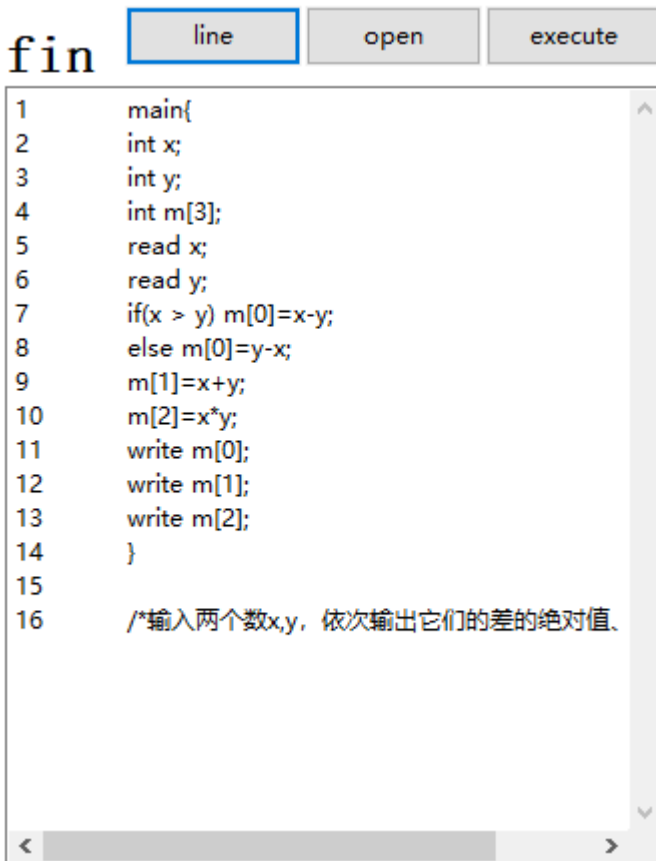 fin
line open execute
1 main{
2 int x;
3 int y;
4 int m[3];
5 read x;
6 read y;
7 if(x > y) m[0]=x-y;
8 else m[0]=y-x;
9 m[1]=x+y;
10 m[2]=x*y;
11 write m[0];
12 write m[1];
13 write m[2];
14 }
15
16 /*输入两个数x,y，依次输出它们的差的绝对值、